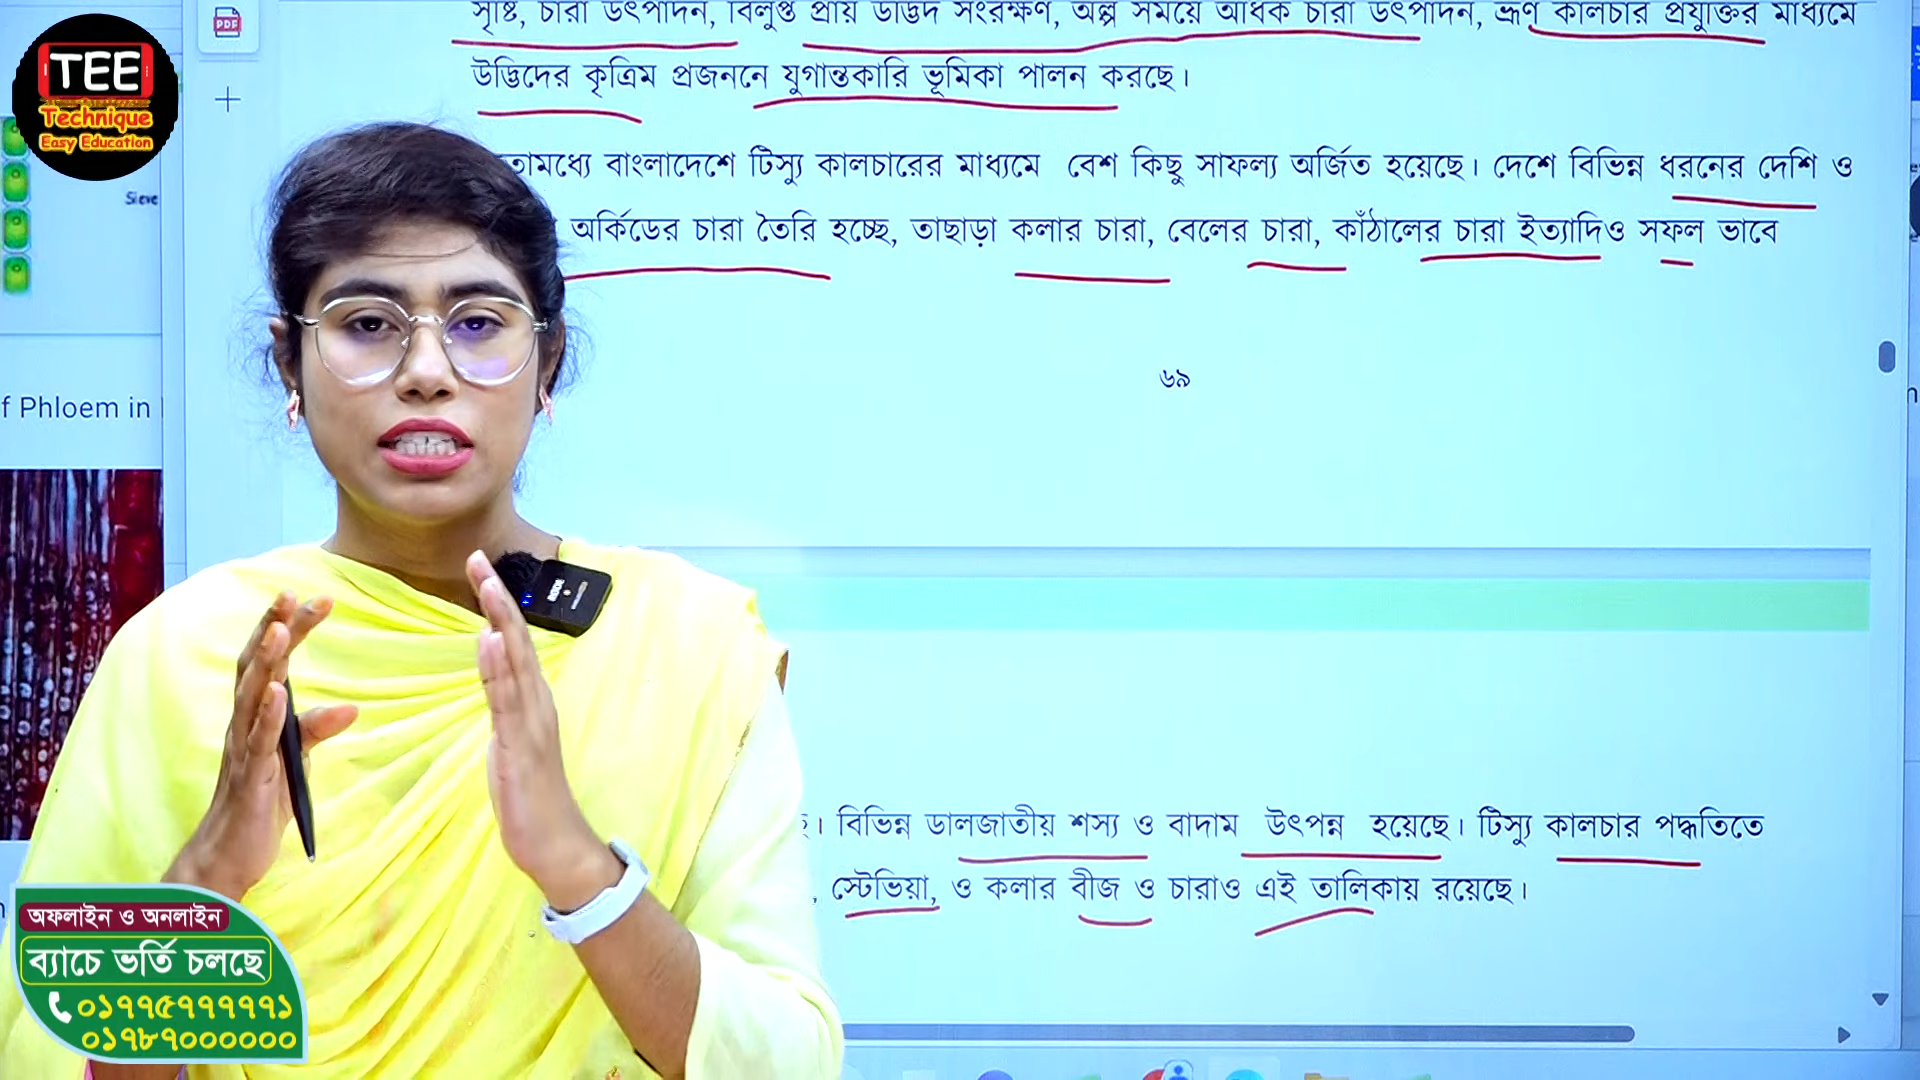 TEE
Technique
Easy Education
PDF
Sieve
f Phloem in
সৃষ্টি, চারা উৎপাদন, বিলুপ্ত প্রায় উদ্ভিদ সংরক্ষণ, অল্প সময়ে অধিক চারা উৎপাদন, ভ্রূণ কালচার প্রযুক্তির মাধ্যমে
উদ্ভিদের কৃত্রিম প্রজননে যুগান্তকারি ভূমিকা পালন করছে।
বাংলাদেশে টিস্যু কালচারের মাধ্যমে বেশ কিছু সাফল্য অর্জিত হয়েছে। দেশে বিভিন্ন ধরনের দেশি ও
অর্কিডের চারা তৈরি হচ্ছে, তাছাড়া কলার চারা, বেলের চারা, কাঁঠালের চারা ইত্যাদিও সফল ভাবে
৬৯
। বিভিন্ন ডালজাতীয় শস্য ও বাদাম উৎপন্ন হয়েছে। টিস্যু কালচার পদ্ধতিতে
, স্টেভিয়া, ও কলার বীজ ও চারাও এই তালিকায় রয়েছে।
অফলাইন ও অনলাইন
ব্যাচে ভর্তি চলছে
০১৭৭৫৭৭৭৭৭১
০১৭৮৭০০০০০০